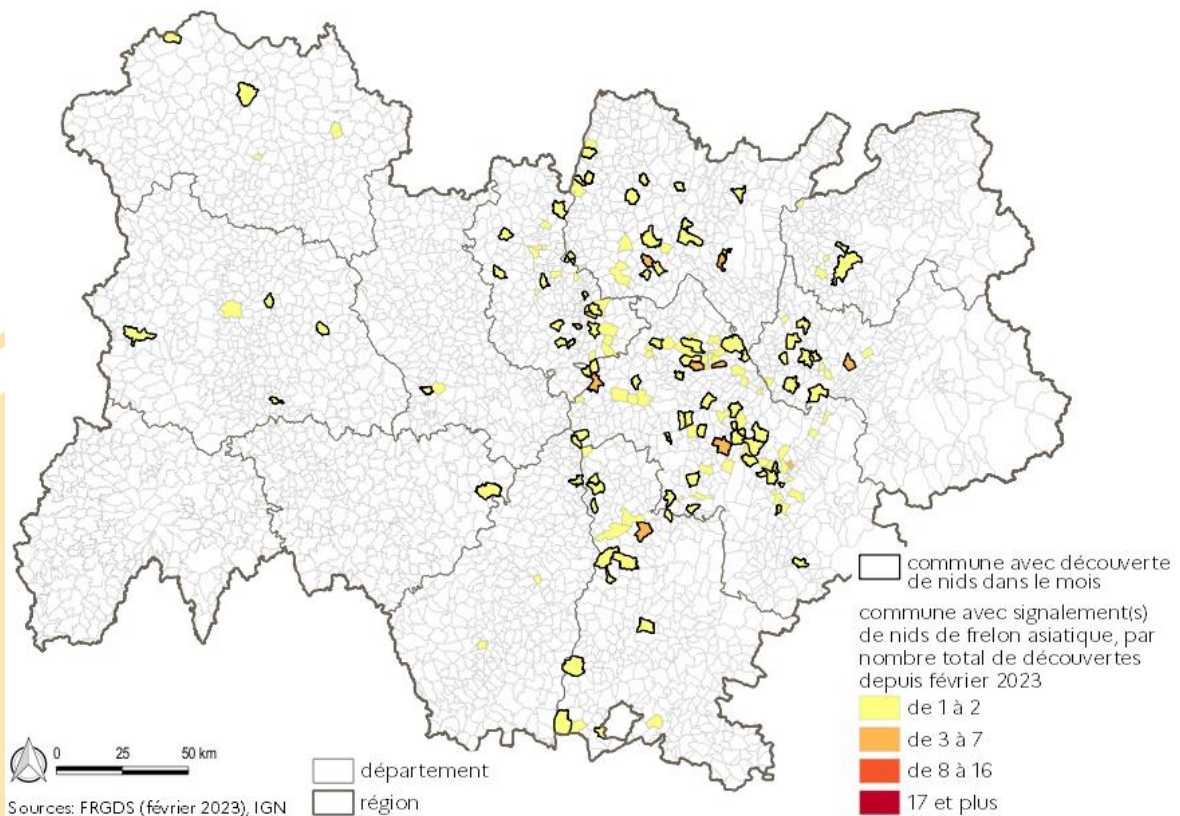 commune avec découverte
de nids dans le mois
commune avec signalement(s)
de nids de frelon asiatique, par
nombre total de découvertes
depuis février 2023
de 1 à 2
de 3 à 7
de 8 à 16
17 et plus
0 25 50 km
département
région
Sources: FRGDS (février 2023), IGN